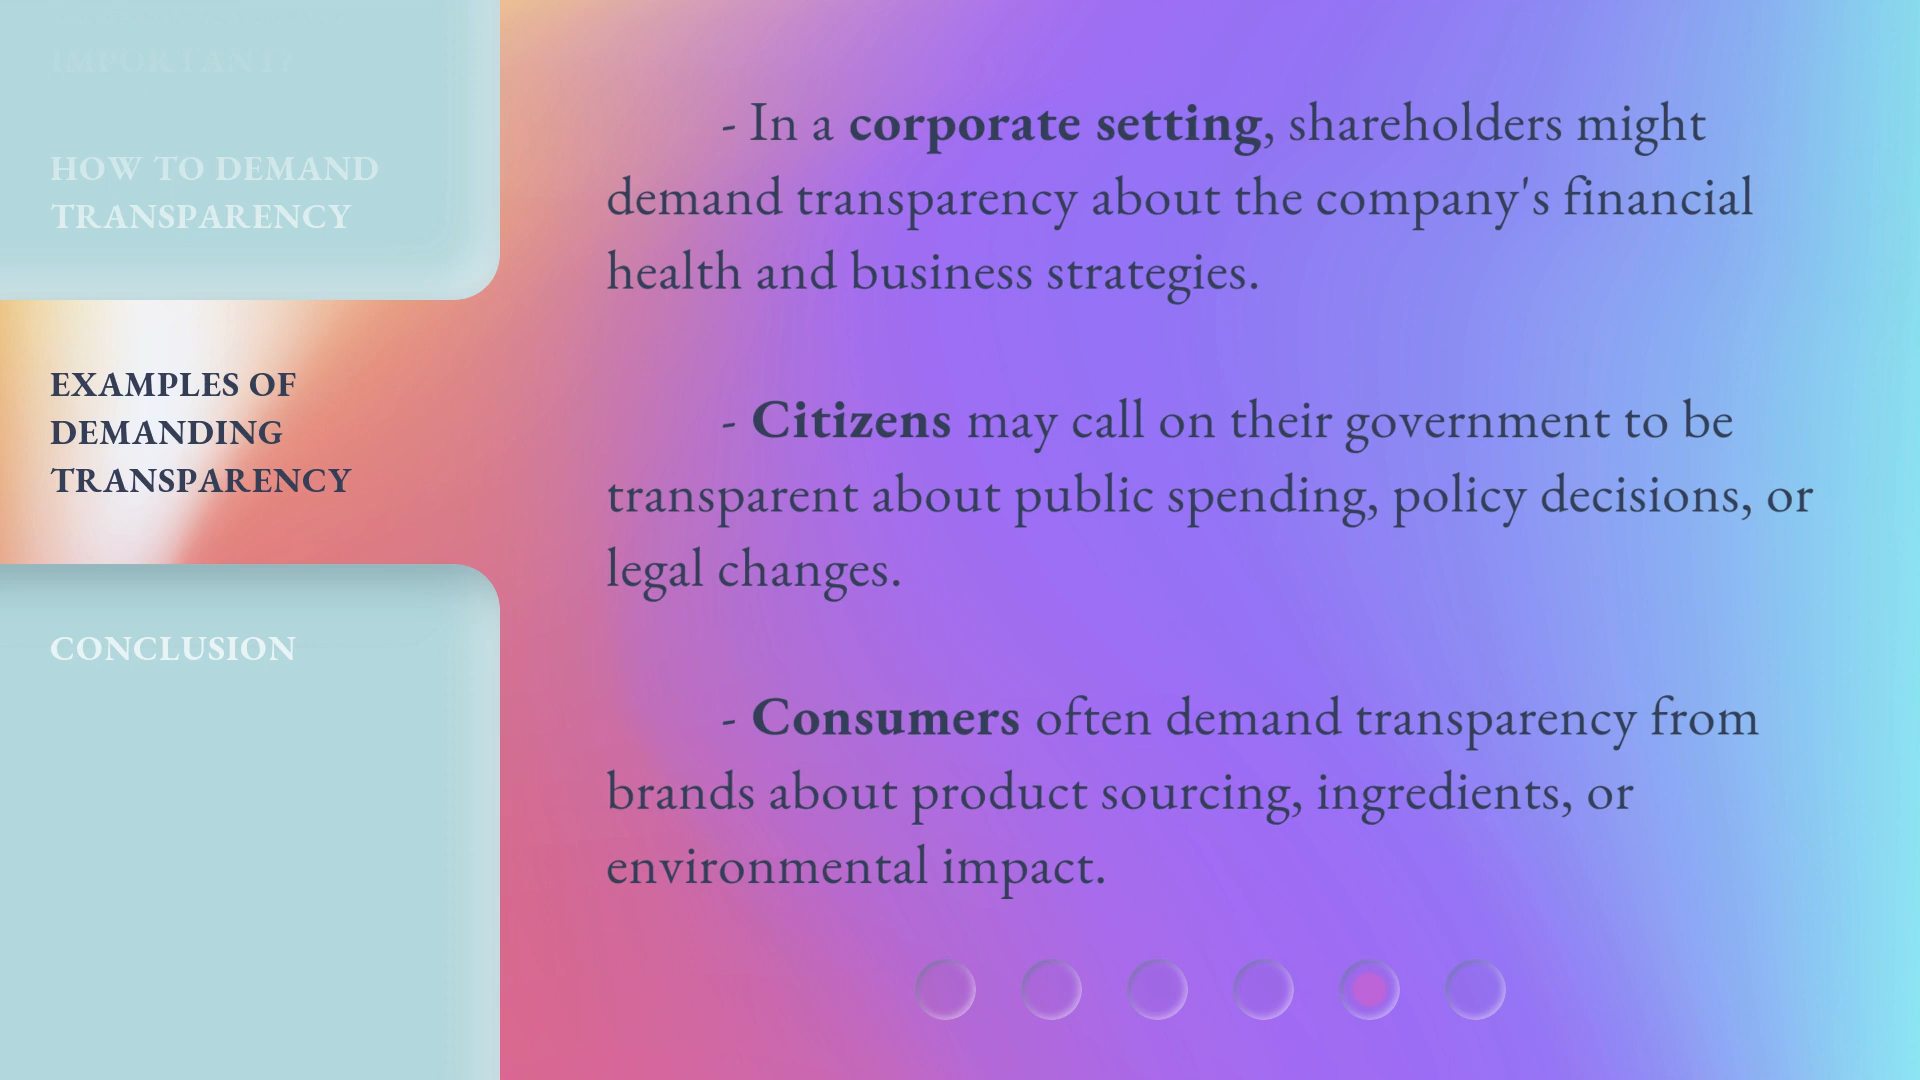 IMPORTANT?
HOW TO DEMAND
TRANSPARENCY
EXAMPLES OF
DEMANDING
TRANSPARENCY
CONCLUSION
- In a corporate setting, shareholders might
demand transparency about the company's financial
health and business strategies.
- Citizens may call on their government to be
transparent about public spending, policy decisions, or
legal changes.
- Consumers often demand transparency from
brands about product sourcing, ingredients, or
environmental impact.